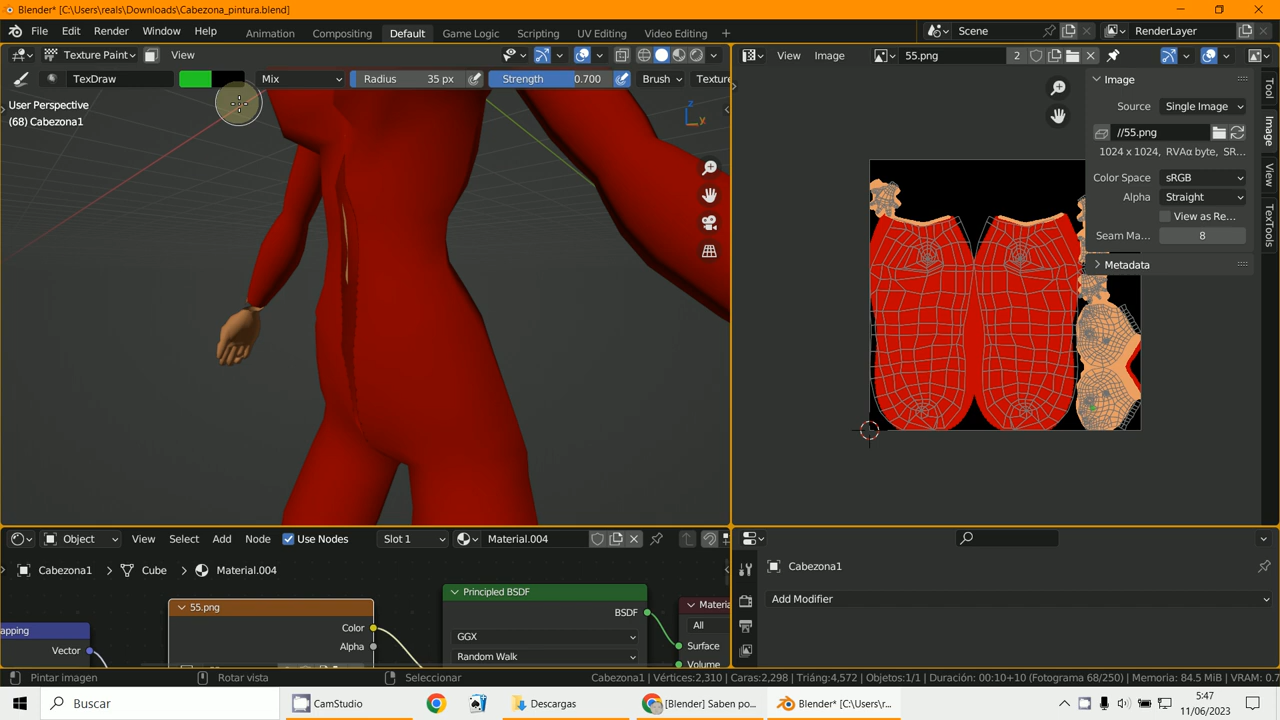 Blender* [C:\Users\reals\Downloads\Cabezona_pintura.blend]
File Edit Render Window Help Animation Compositing Default Game Logic Scripting UV Editing Video Editing + Scene RenderLayer
Texture Paint View
View Image 55.png 2
TexDraw Mix Radius 35 px Strength 0.700 Brush Texture
User Perspective
(68) Cabezona1
Z
X
Image
Source Single Image
//55.png
1024 x 1024, RVAα byte, SR...
Color Space sRGB
Alpha Straight
View as Re...
Seam Ma... 8
Metadata
Tool
Image
View
TexTools
Object View Select Add Node Use Nodes Slot 1 Material.004
Cabezona1 > Cube > Material.004
55.png
Color
Alpha
apping
Vector
Principled BSDF
BSDF
GGX
Random Walk
Materia
All
Surface
Volume
Cabezona1
Add Modifier
Pintar imagen Rotar vista Seleccionar Cabezona1 | Vértices:2,310 | Caras:2,298 | Triáng:4,572 | Objetos:1/1 | Duración: 00:10+10 (Fotograma 68/250) | Memoria: 84.5 MiB | VRAM: 0.7
Buscar CamStudio Descargas [Blender] Saben po... Blender* [C:\Users\r...
5:47
11/06/2023